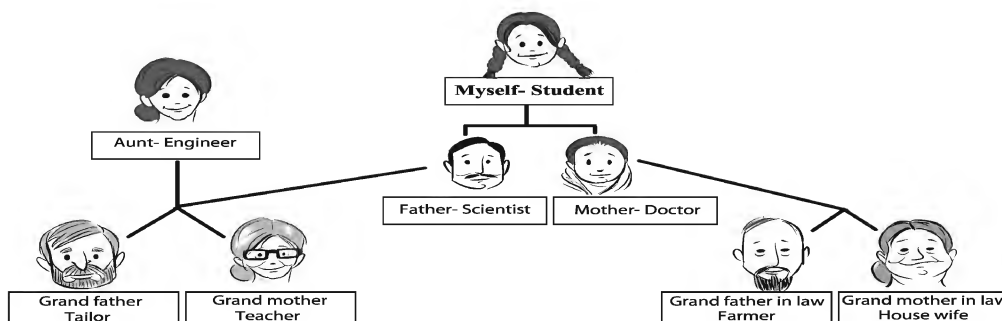 Myself- Student
Aunt- Engineer
Father- Scientist
Mother- Doctor
Grand father
Tailor
Grand mother
Teacher
Grand father in law
Farmer
Grand mother in law
House wife